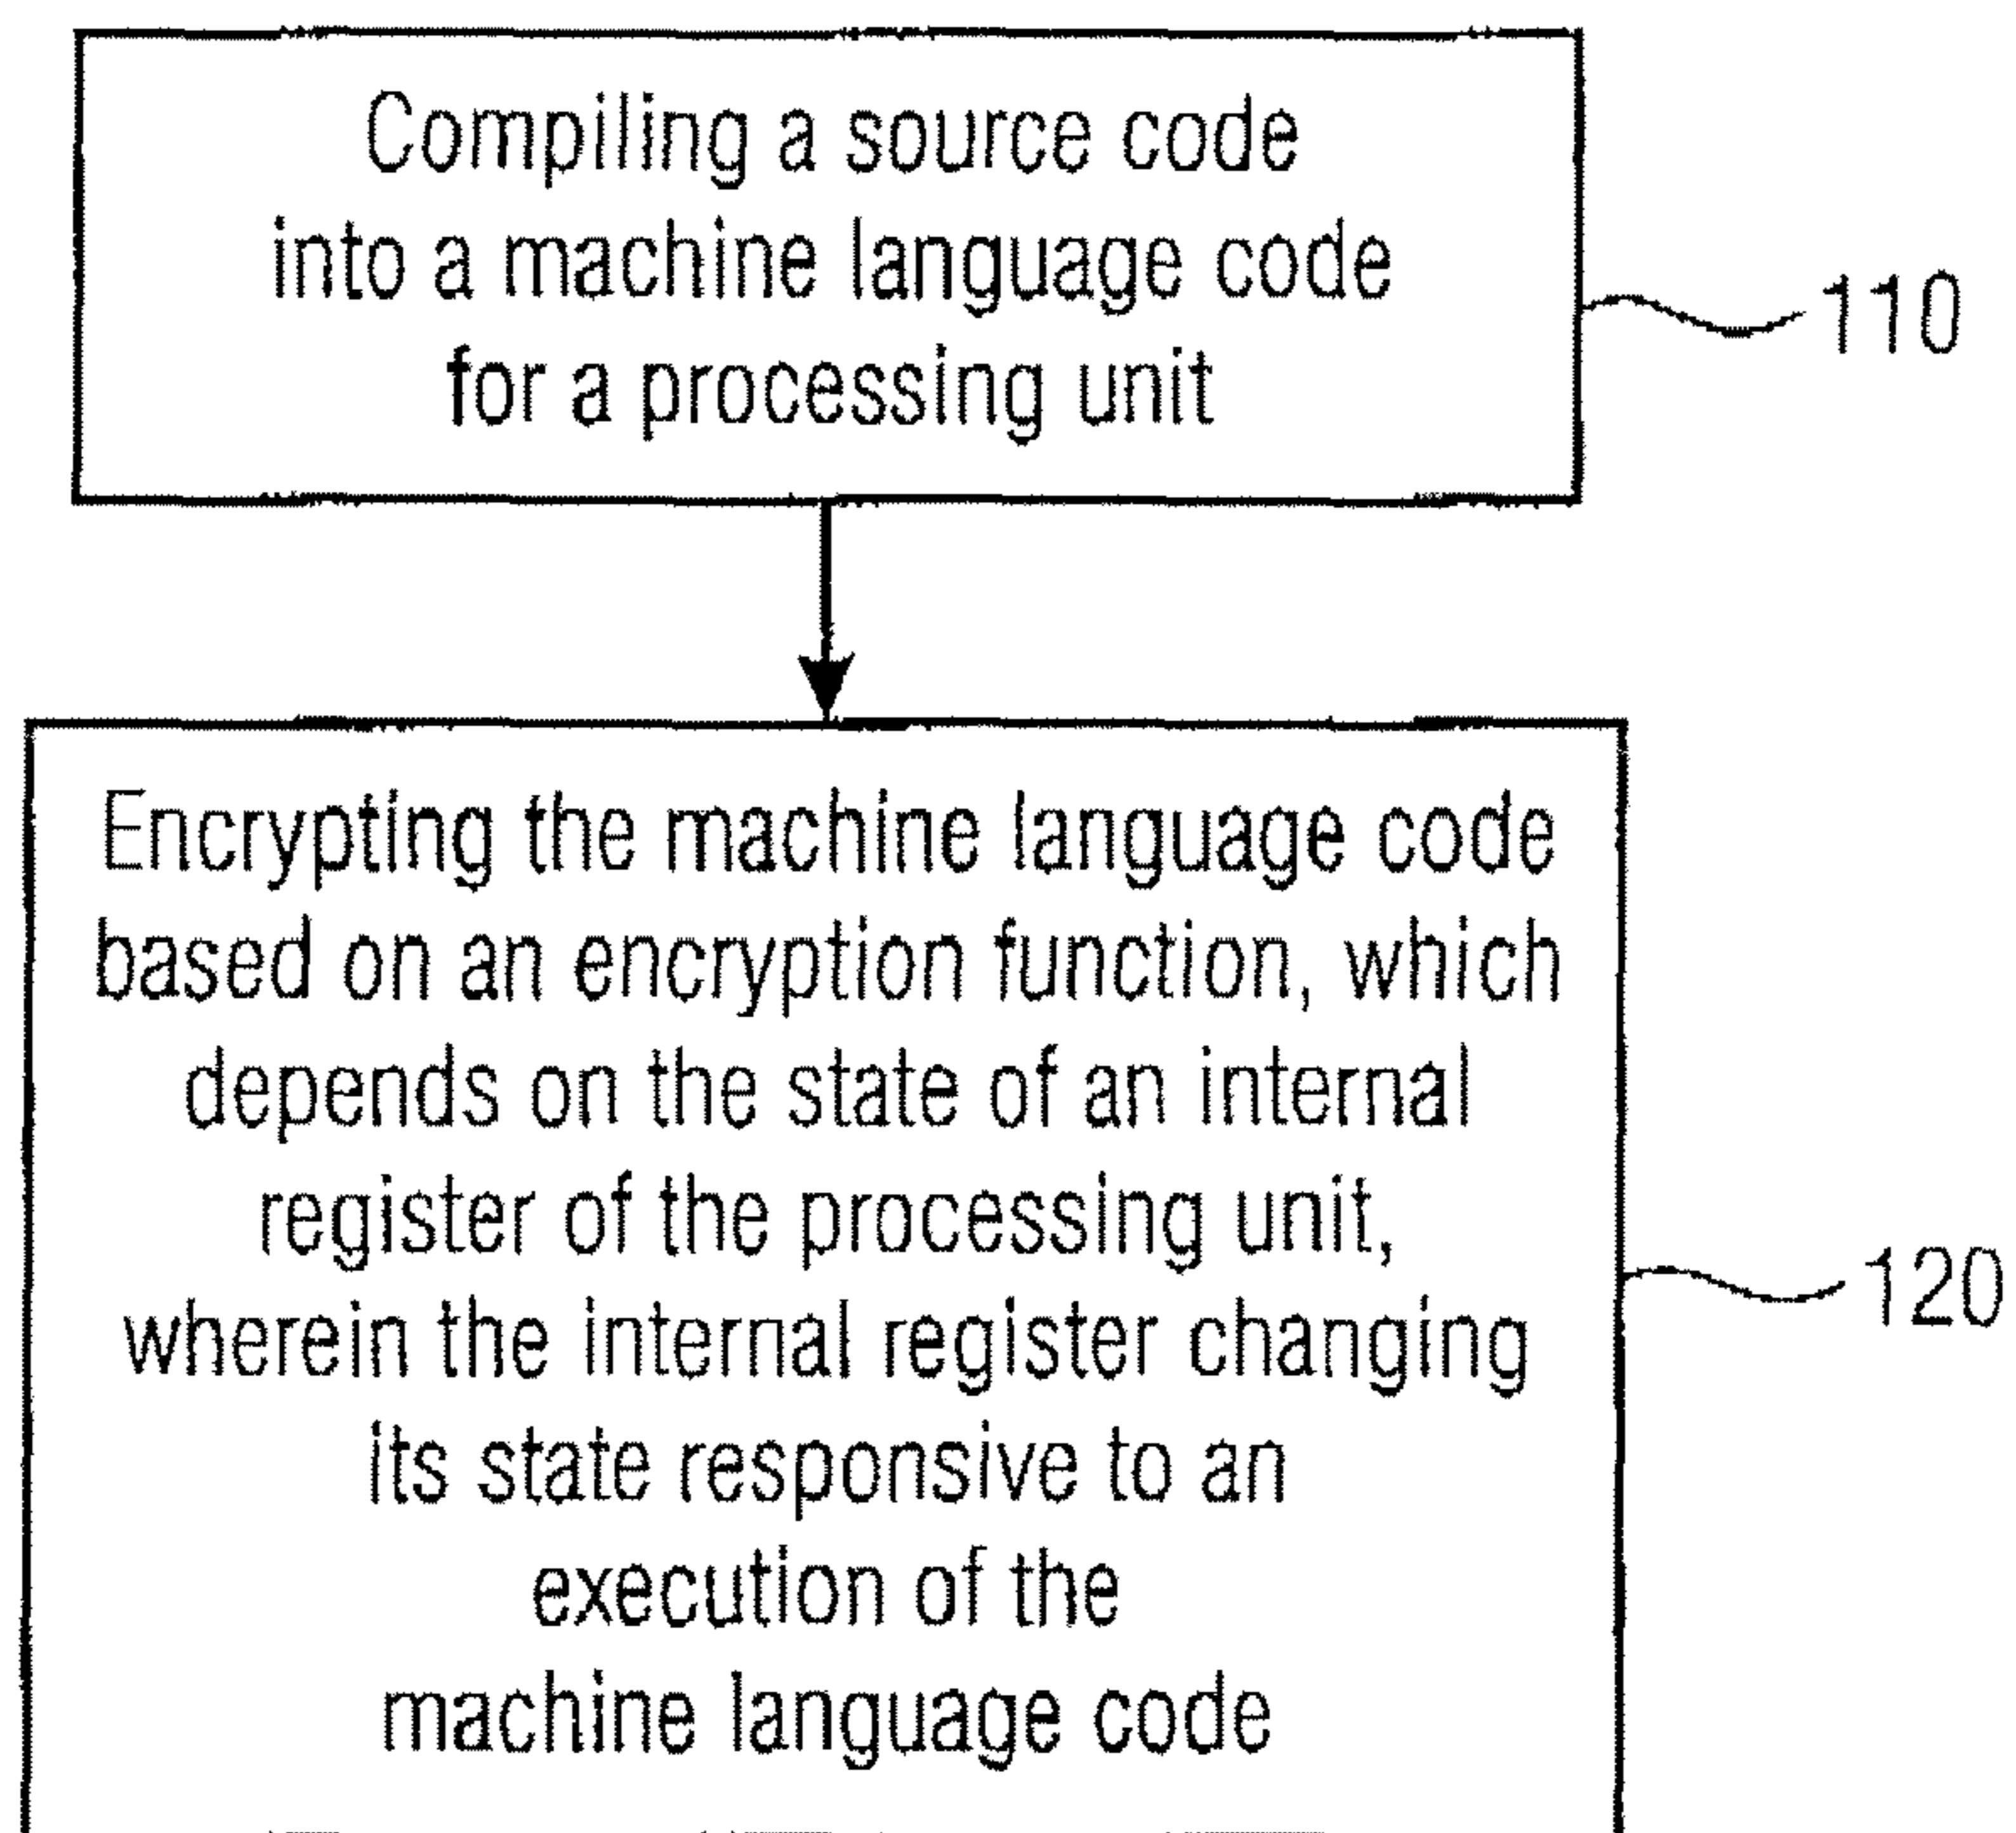 Compiling a source code
into a machine language code
for a processing unit
110
Encrypting the machine language code
based on an encryption function, which
depends on the state of an internal
register of the processing unit,
wherein the internal register changing
its state responsive to an
execution of the
machine language code
120